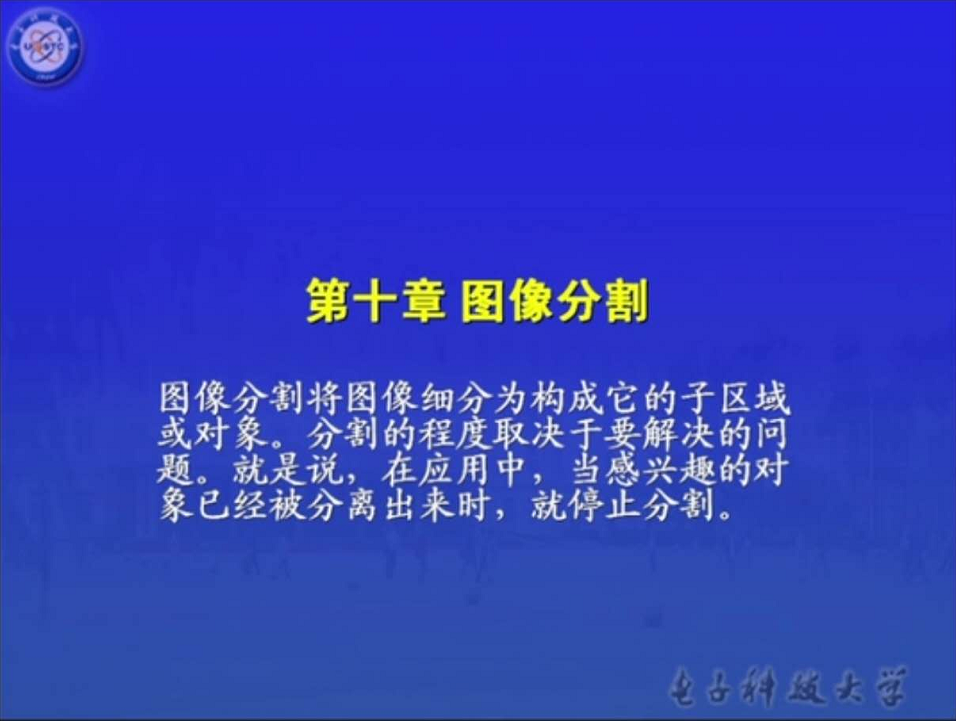 第十章 图像分割
图像分割将图像细分为构成它的子区域
或对象。分割的程度取决于要解决的问
题。就是说，在应用中，当感兴趣的对
象已经被分离出来时，就停止分割。
电子科技大学